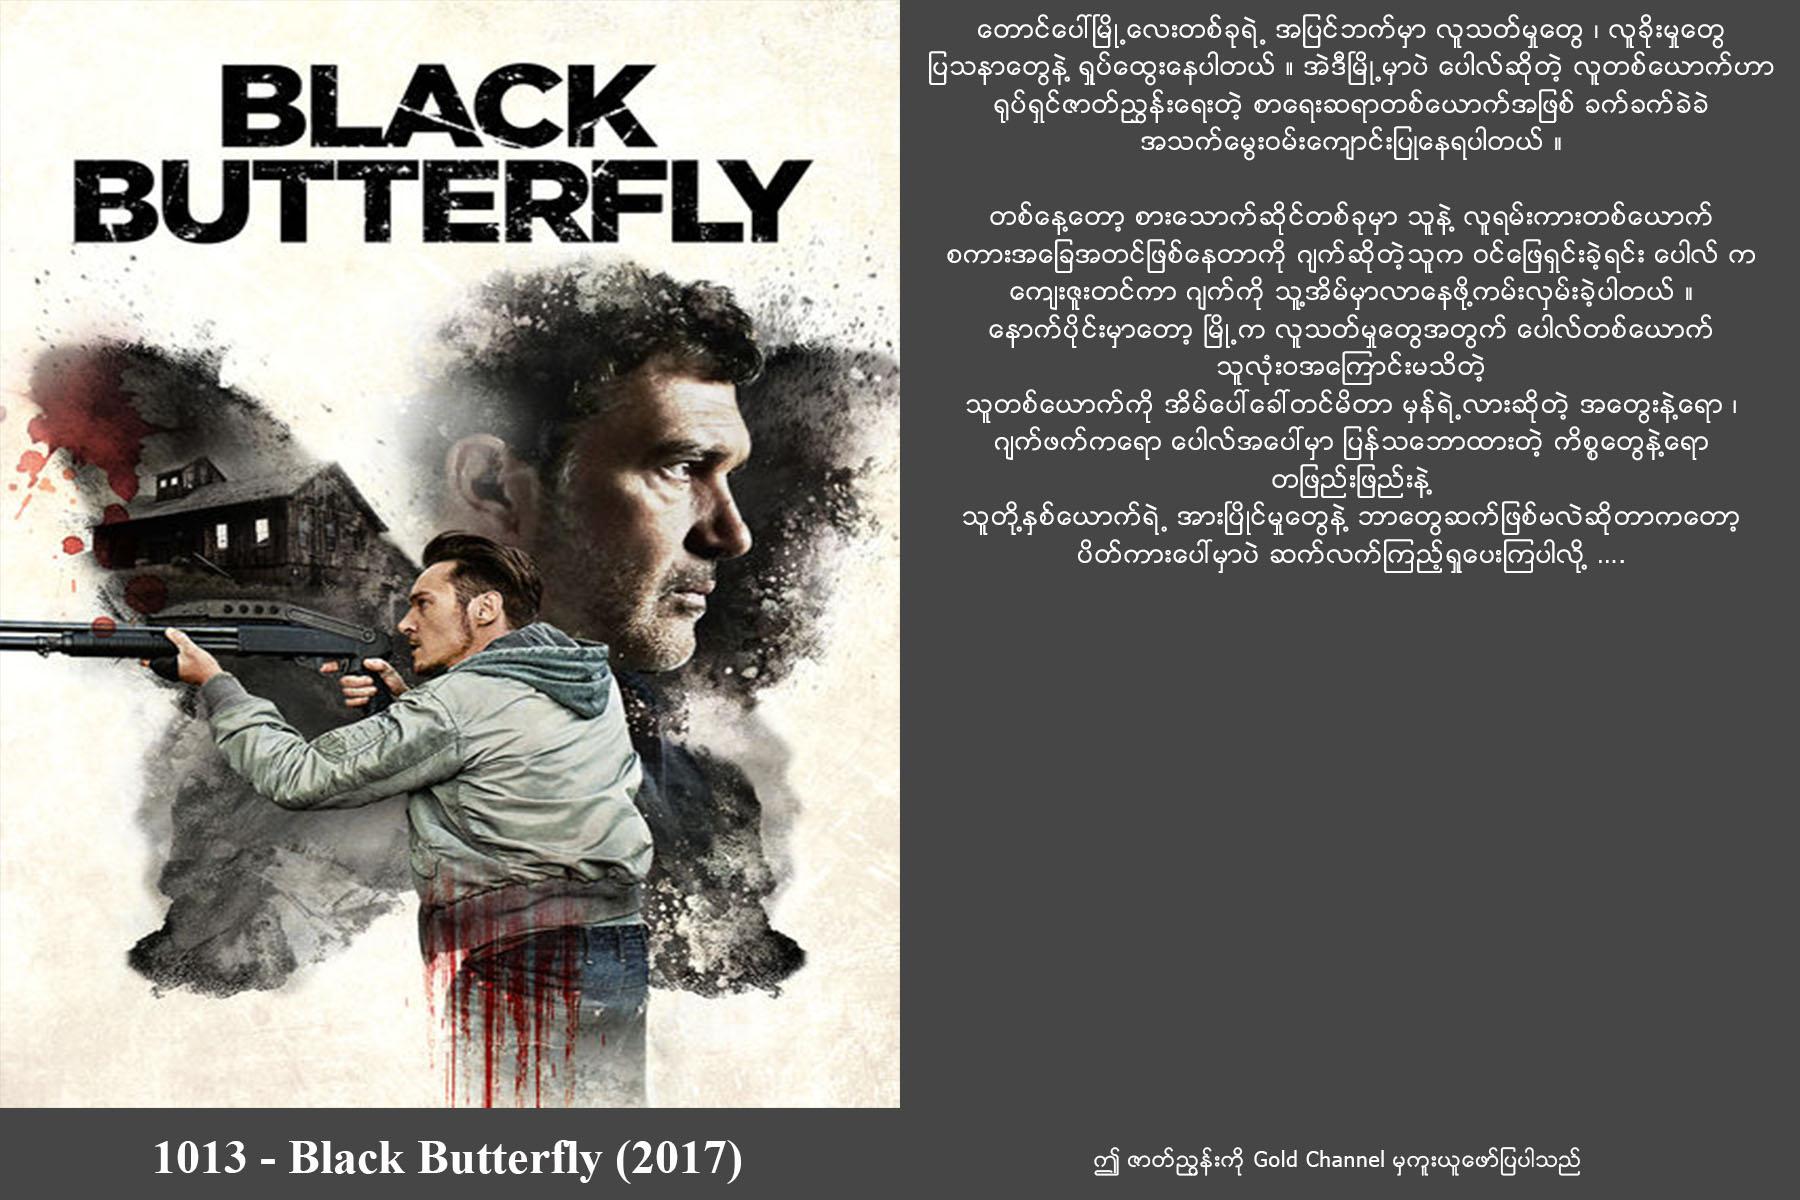 BLACK
BUTTERFLY
1013 - Black Butterfly (2017)
တောင်ပေါ်မြို့လေးတစ်ခုရဲ့ အပြင်ဘက်မှာ လူသတ်မှုတွေ ၊ လူခိုးမှုတွေ
ပြသနာတွေနဲ့ ရှုပ်ထွေးနေပါတယ် ။ အဲဒီမြို့မှာပဲ ပေါလ်ဆိုတဲ့ လူတစ်ယောက်ဟာ
ရုပ်ရှင်ဇာတ်ညွှန်းရေးတဲ့ စာရေးဆရာတစ်ယောက်အဖြစ် ခက်ခက်ခဲခဲ
အသက်မွေးဝမ်းကျောင်းပြုနေရပါတယ် ။
တစ်နေ့တော့ စားသောက်ဆိုင်တစ်ခုမှာ သူနဲ့ လူရမ်းကားတစ်ယောက်
စကားအခြေအတင်ဖြစ်နေတာကို ဂျက်ဆိုတဲ့သူက ဝင်ဖြေရှင်းခဲ့ရင်း ပေါလ် က
ကျေးဇူးတင်ကာ ဂျက်ကို သူ့အိမ်မှာလာနေဖို့ကမ်းလှမ်းခဲ့ပါတယ် ။
နောက်ပိုင်းမှာတော့ မြို့က လူသတ်မှုတွေအတွက် ပေါလ်တစ်ယောက်
သူလုံးဝအကြောင်းမသိတဲ့
သူတစ်ယောက်ကို အိမ်ပေါ်ခေါ်တင်မိတာ မှန်ရဲ့လားဆိုတဲ့ အတွေးနဲ့ရော ၊
ဂျက်ဖက်ကရော ပေါလ်အပေါ်မှာ ပြန်သဘောထားတဲ့ ကိစ္စတွေနဲ့ရော
တဖြည်းဖြည်းနဲ့
သူတို့နှစ်ယောက်ရဲ့ အားပြိုင်မှုတွေနဲ့ ဘာတွေဆက်ဖြစ်မလဲဆိုတာကတော့
ပိတ်ကားပေါ်မှာပဲ ဆက်လက်ကြည့်ရှုပေးကြပါလို့ ....
ဤ ဇာတ်ညွှန်းကို Gold Channel မှကူးယူဖော်ပြပါသည်